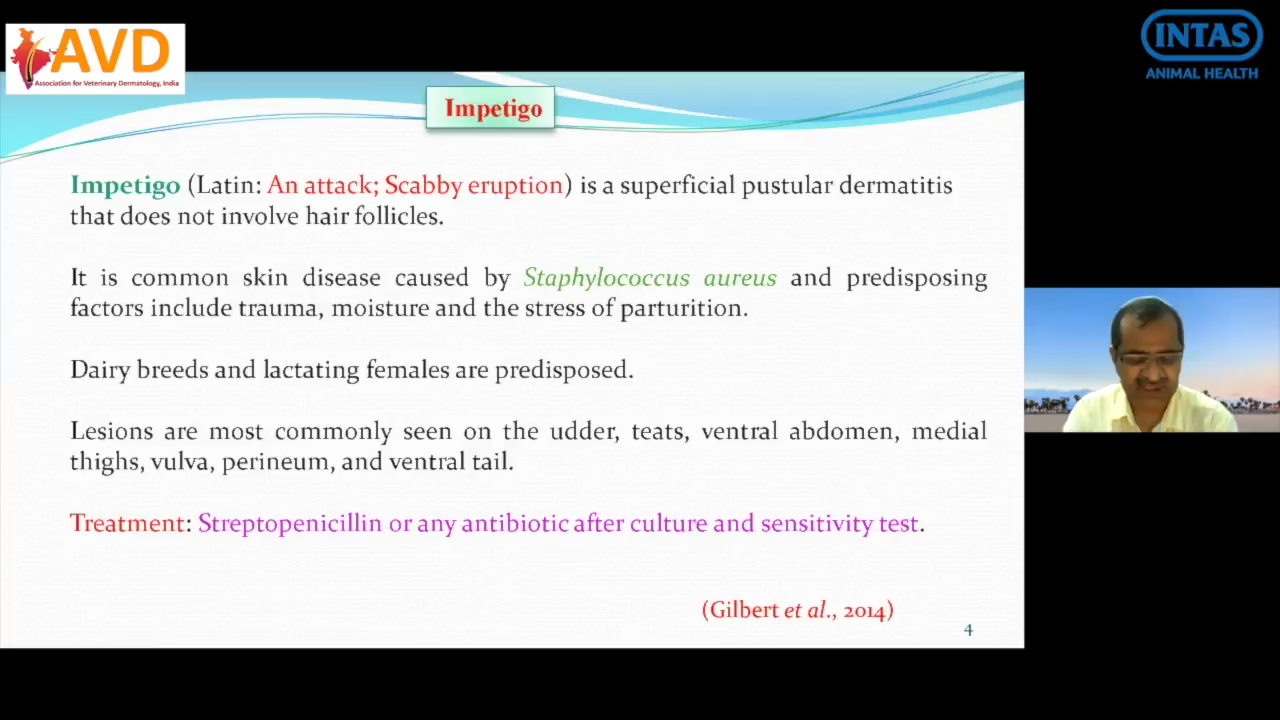 AVD
Association for Veterinary Dermatology, India
INTAS
ANIMAL HEALTH
Impetigo
Impetigo (Latin: An attack; Scabby eruption) is a superficial pustular dermatitis
that does not involve hair follicles.
It is common skin disease caused by Staphylococcus aureus and predisposing
factors include trauma, moisture and the stress of parturition.
Dairy breeds and lactating females are predisposed.
Lesions are most commonly seen on the udder, teats, ventral abdomen, medial
thighs, vulva, perineum, and ventral tail.
Treatment: Streptopenicillin or any antibiotic after culture and sensitivity test.
(Gilbert et al., 2014)
4